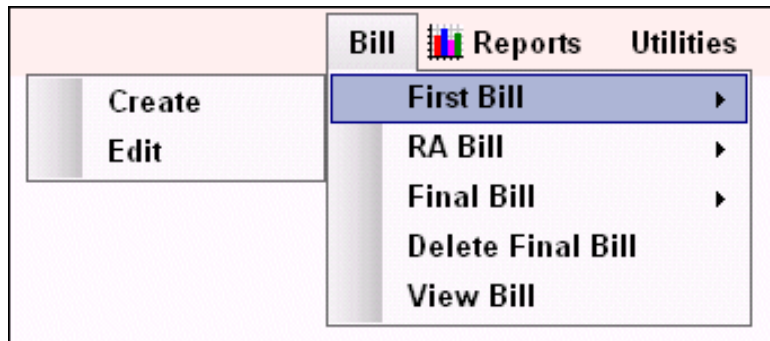 Bill Reports Utilities
First Bill
RA Bill
Final Bill
Delete Final Bill
View Bill
Create
Edit